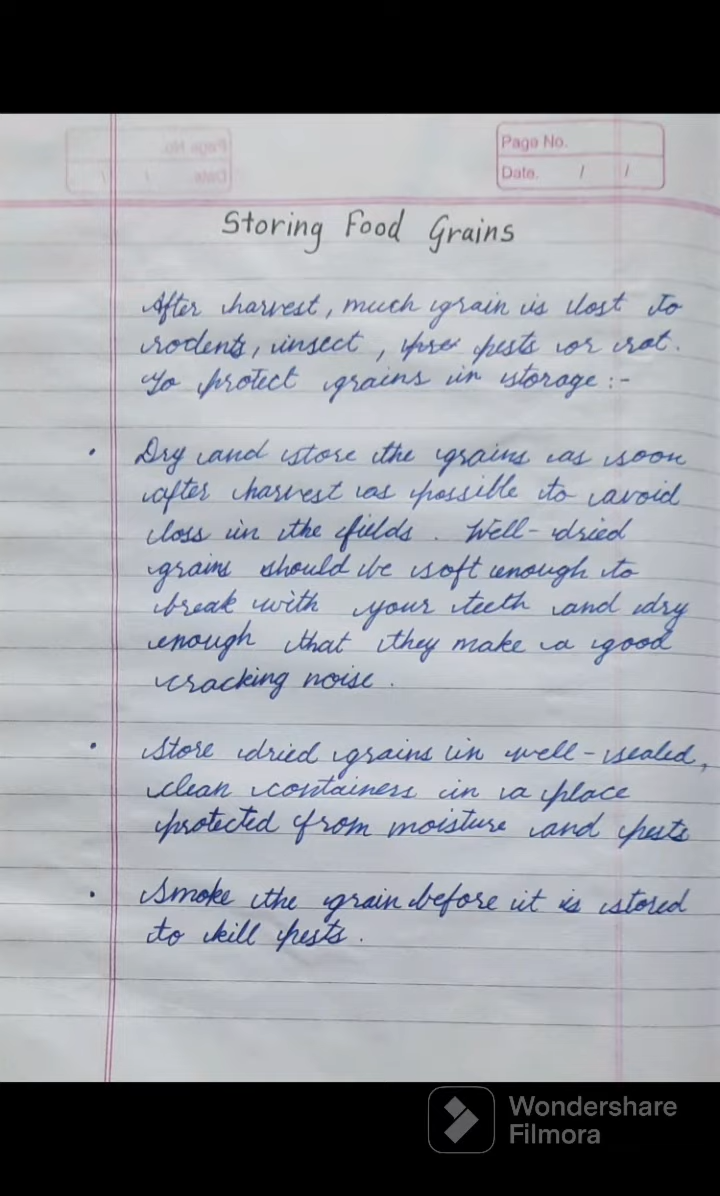 Page No.
Date. / /
Storing Food Grains
After harvest, much grain is lost to
rodents, insect, pests or rot.
To protect grains in storage :-
• Dry and store the grains as soon
after harvest as possible to avoid
loss in the fields. Well-dried
grains should be soft enough to
break with your teeth and dry
enough that they make a good
cracking noise.
• Store dried grains in well-sealed,
clean containers in a place
protected from moisture and pests
• Smoke the grain before it is stored
to kill pests.
Wondershare
Filmora